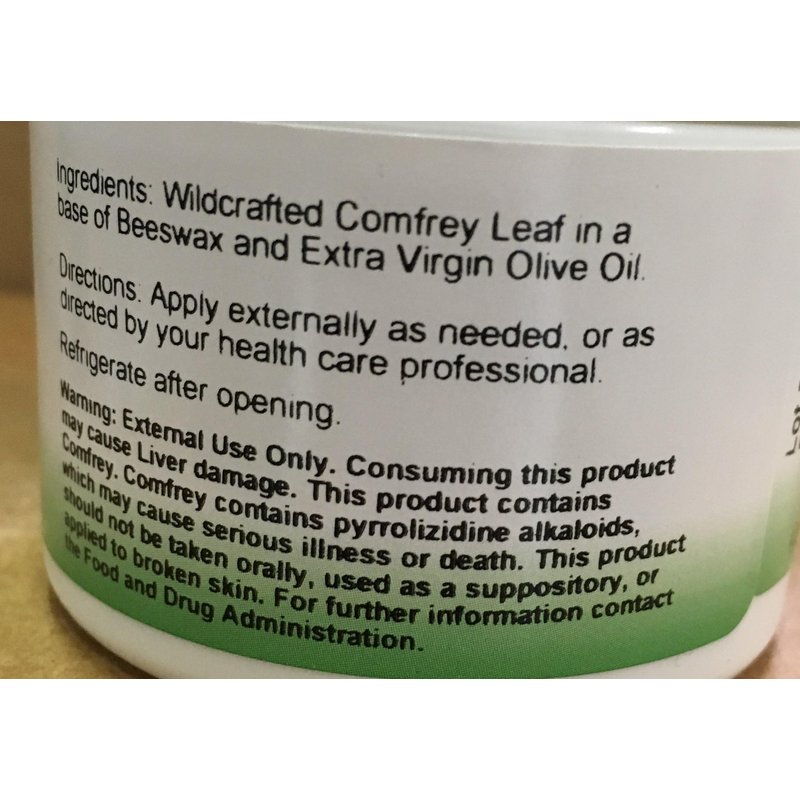 Ingredients: Wildcrafted Comfrey Leaf in a
base of Beeswax and Extra Virgin Olive Oil.
Directions: Apply externally as needed, or as
directed by your health care professional.
Refrigerate after opening.
Warning: External Use Only. Consuming this product
may cause Liver damage. This product contains
Comfrey. Comfrey contains pyrrolizidine alkaloids,
which may cause serious illness or death. This product
should not be taken orally, used as a suppository, or
applied to broken skin. For further information contact
the Food and Drug Administration.